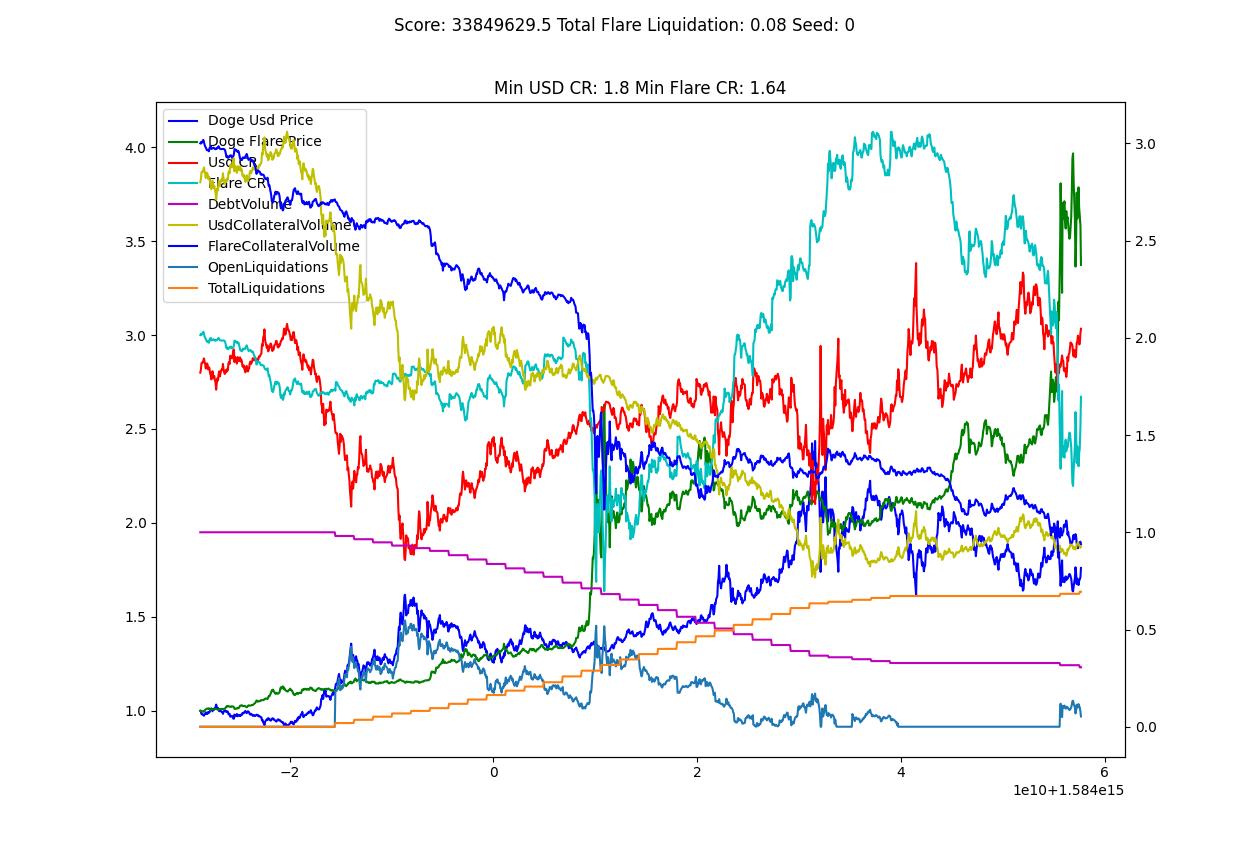 Score: 33849629.5 Total Flare Liquidation: 0.08 Seed: 0
Min USD CR: 1.8 Min Flare CR: 1.64
Doge Usd Price
Doge Flare Price
Usd CR
Flare CR
DebtVolume
UsdCollateralVolume
FlareCollateralVolume
OpenLiquidations
TotalLiquidations
4.0
3.5
3.0
2.5
2.0
1.5
1.0
3.0
2.5
2.0
1.5
1.0
0.5
0.0
−2 0 2 4 6
1e10+1.584e15